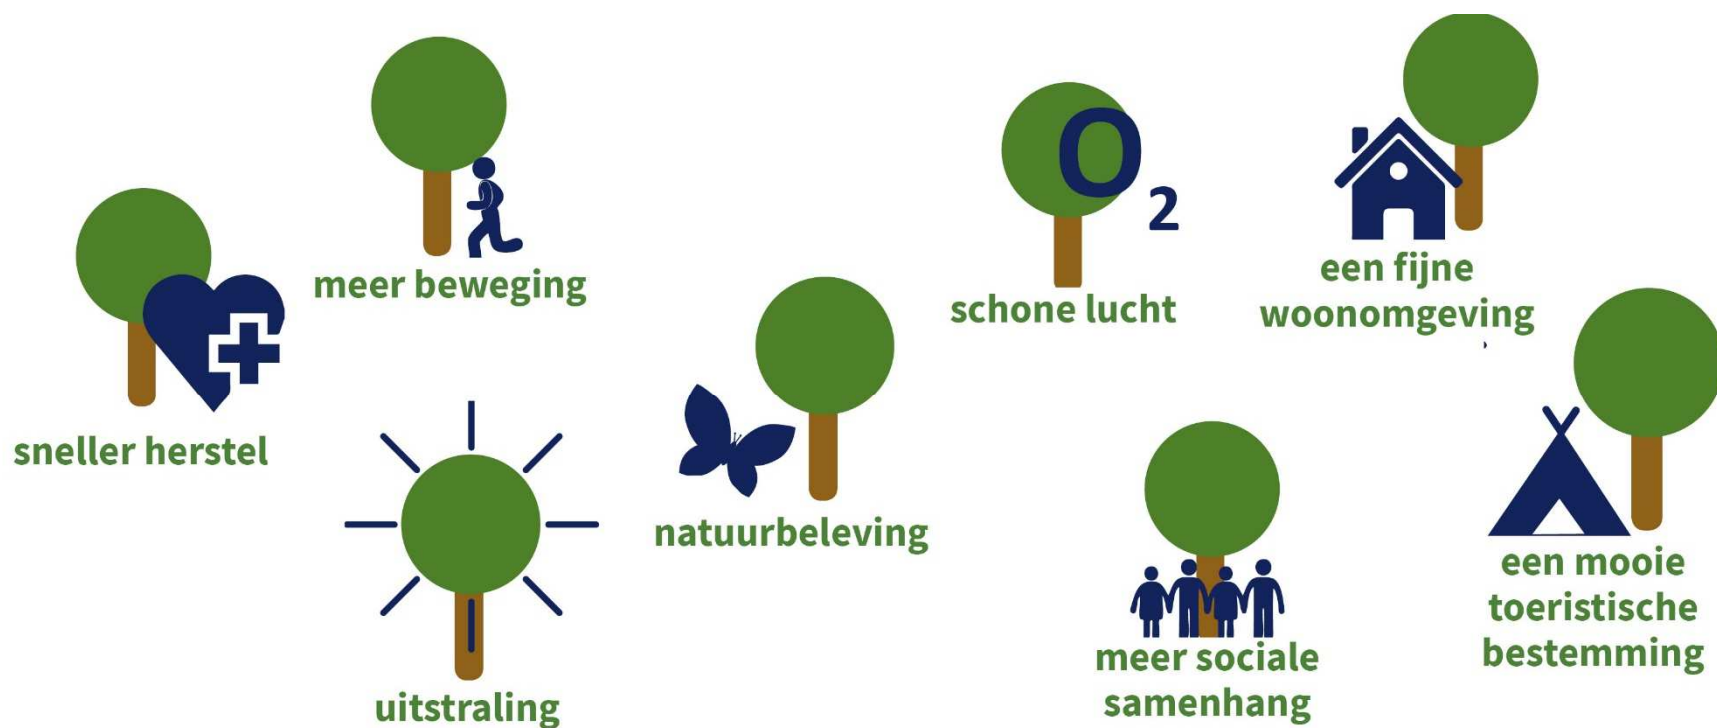 meer beweging
sneller herstel
uitstraling
natuurbeleving
O2
schone lucht
een fijne
woonomgeving
meer sociale
samenhang
een mooie
toeristische
bestemming